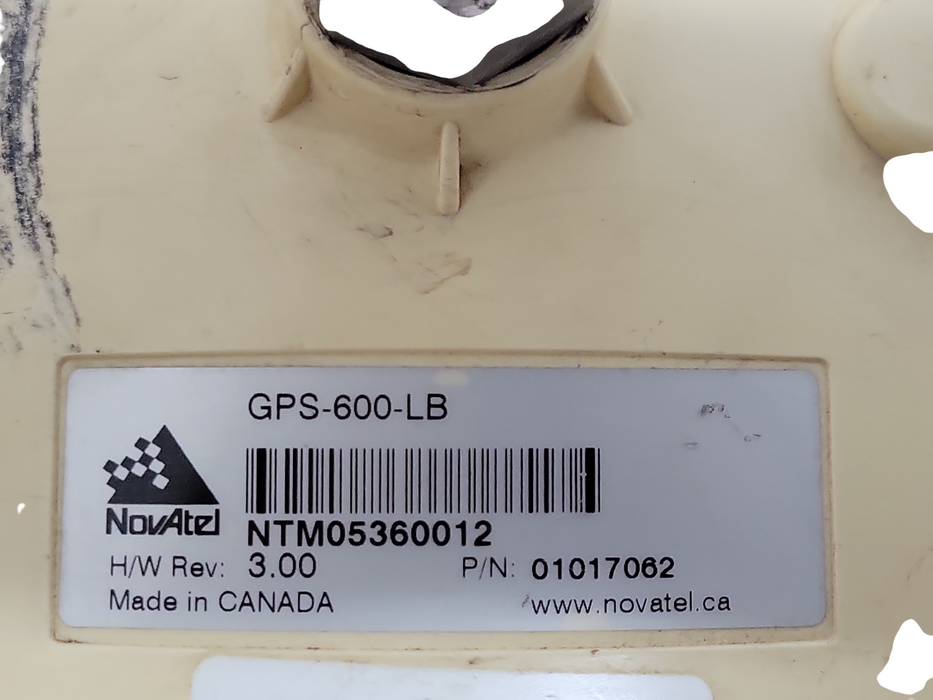 GPS-600-LB
NovAtel
NTM05360012
H/W Rev: 3.00 P/N: 01017062
Made in CANADA www.novatel.ca